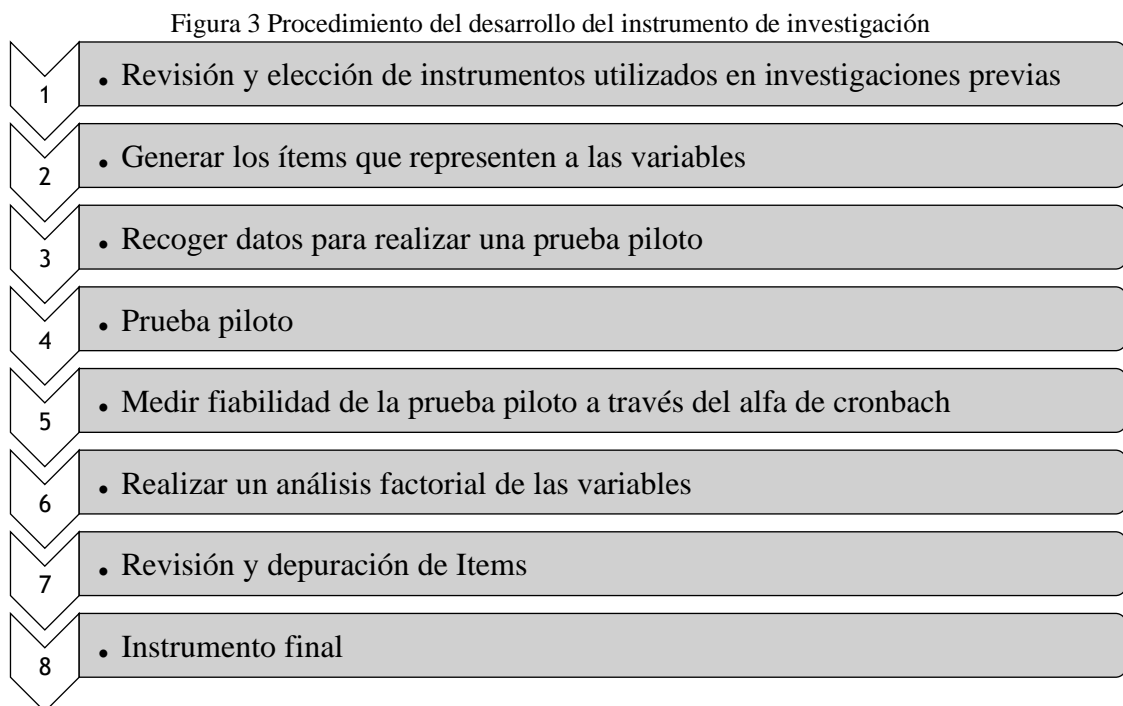 Figura 3 Procedimiento del desarrollo del instrumento de investigación
1 • Revisión y elección de instrumentos utilizados en investigaciones previas
2 • Generar los ítems que representen a las variables
3 • Recoger datos para realizar una prueba piloto
4 • Prueba piloto
5 • Medir fiabilidad de la prueba piloto a través del alfa de cronbach
6 • Realizar un análisis factorial de las variables
7 • Revisión y depuración de Items
8 • Instrumento final